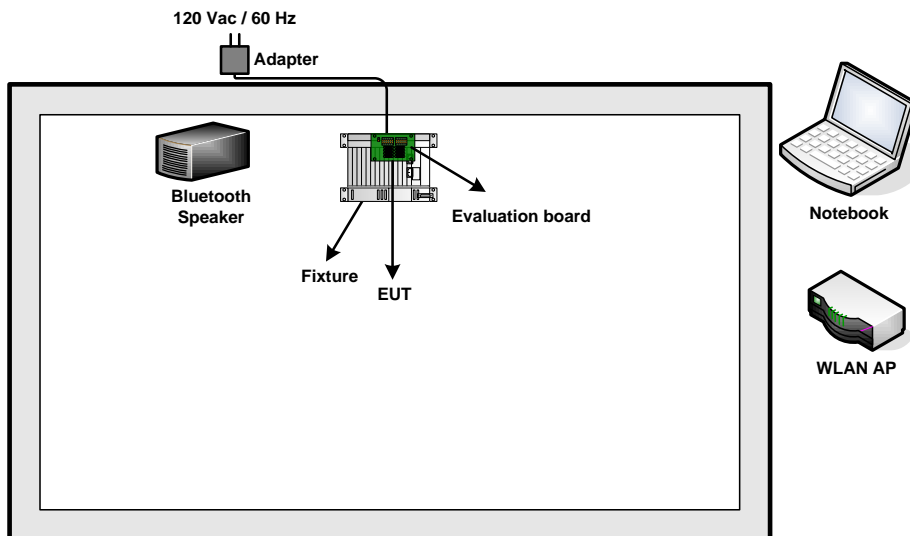 120 Vac / 60 Hz
Adapter
Bluetooth
Speaker
Evaluation board
Fixture
EUT
Notebook
WLAN AP